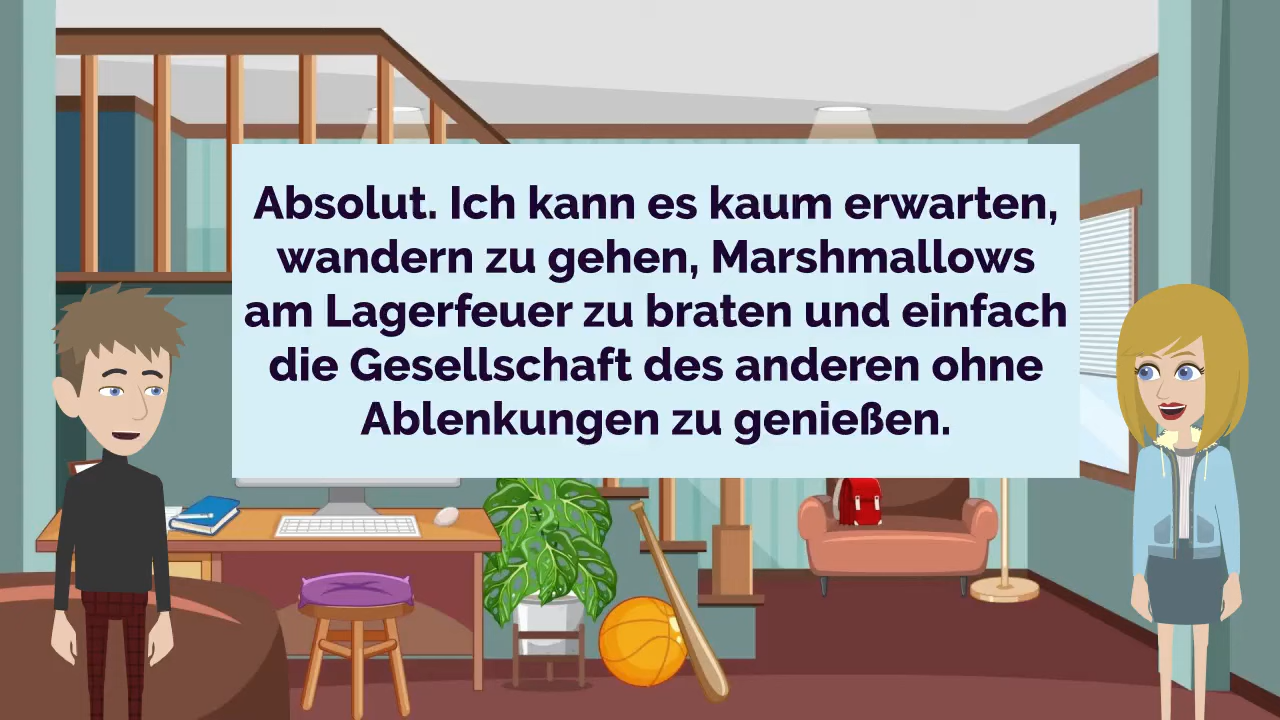 Absolut. Ich kann es kaum erwarten,
wandern zu gehen, Marshmallows
am Lagerfeuer zu braten und einfach
die Gesellschaft des anderen ohne
Ablenkungen zu genießen.